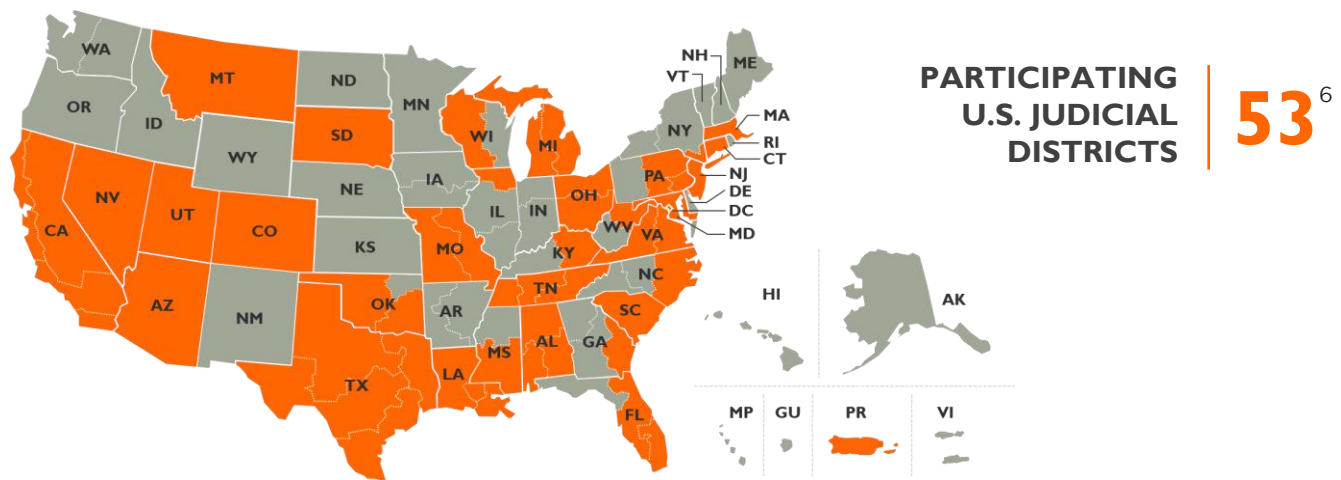 WA
MT
ND
MN
OR
ID
SD
WI
MI
WY
IA
NE
NV
UT
CO
CA
KS
MO
IL
IN
OH
PA
NY
VT
NH
ME
MA
RI
CT
NJ
DE
DC
MD
WV
VA
KY
AZ
NM
OK
AR
TN
NC
SC
MS
AL
GA
TX
LA
FL
HI
AK
MP
GU
PR
VI
PARTICIPATING
U.S. JUDICIAL
DISTRICTS
53⁶